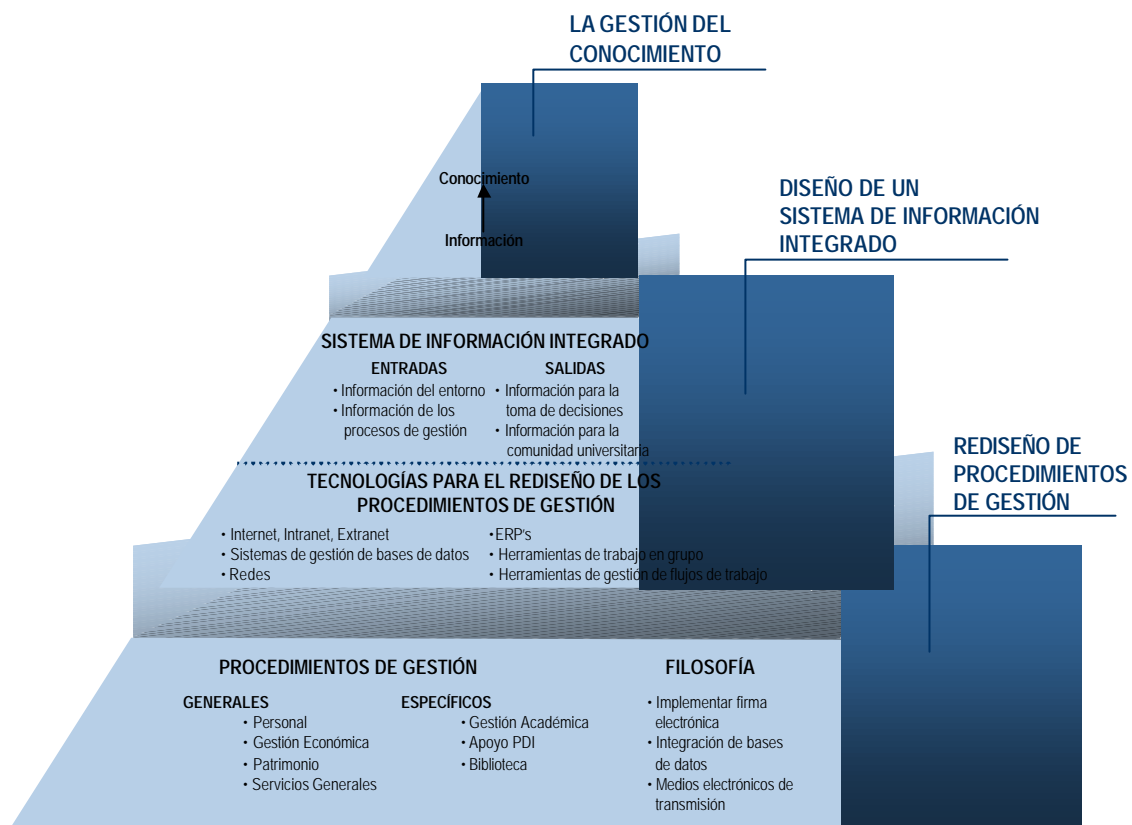 LA GESTIÓN DEL
CONOCIMIENTO
Conocimiento
Información
DISEÑO DE UN
SISTEMA DE INFORMACIÓN
INTEGRADO
SISTEMA DE INFORMACIÓN INTEGRADO
ENTRADAS
• Información del entorno
• Información de los
procesos de gestión
SALIDAS
• Información para la
toma de decisiones
• Información para la
comunidad universitaria
TECNOLOGÍAS PARA EL REDISEÑO DE LOS
PROCEDIMIENTOS DE GESTIÓN
• Internet, Intranet, Extranet
• Sistemas de gestión de bases de datos
• Redes
•ERP's
• Herramientas de trabajo en grupo
• Herramientas de gestión de flujos de trabajo
REDISEÑO DE
PROCEDIMIENTOS
DE GESTIÓN
PROCEDIMIENTOS DE GESTIÓN
GENERALES
• Personal
• Gestión Económica
• Patrimonio
• Servicios Generales
ESPECÍFICOS
• Gestión Académica
• Apoyo PDI
• Biblioteca
FILOSOFÍA
• Implementar firma
electrónica
• Integración de bases
de datos
• Medios electrónicos de
transmisión